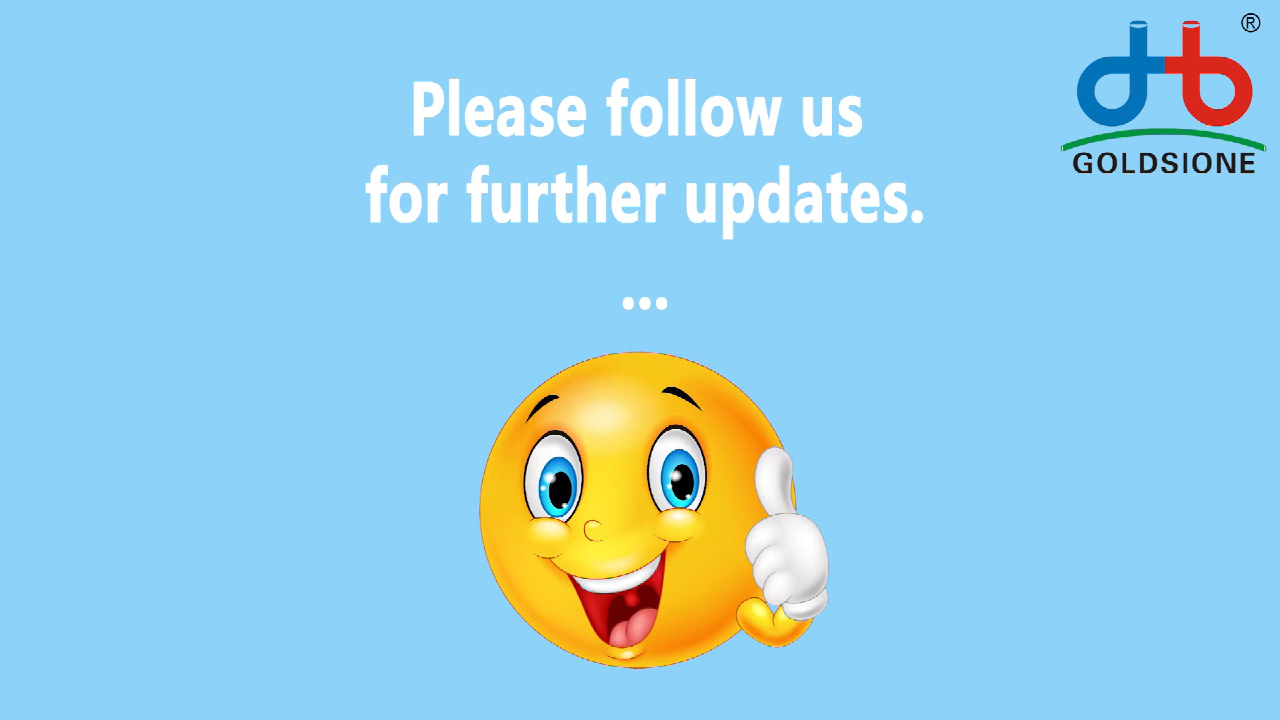 Please follow us
for further updates.
...
®
GOLDSIONE